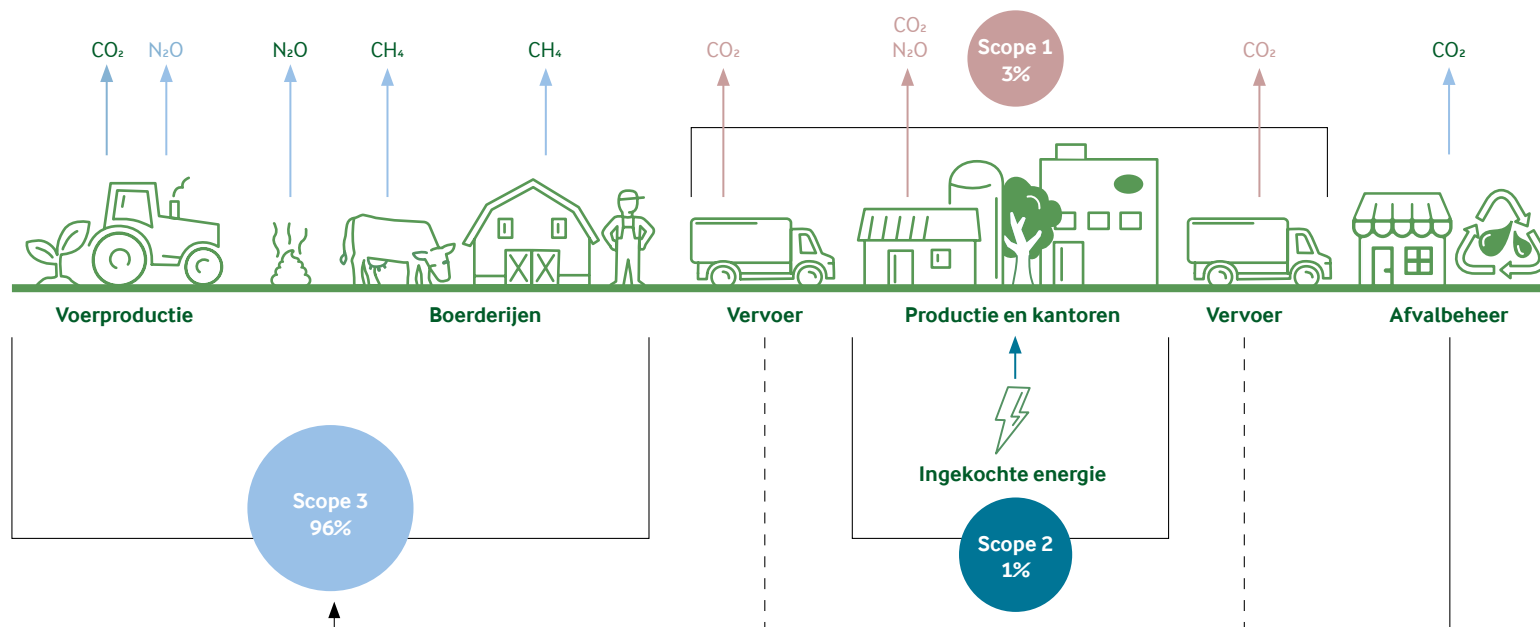 CO₂
N₂O
N₂O
CH₄
CH₄
CO₂
CO₂
N₂O
Scope 1
3%
CO₂
CO₂
Voerproductie
Boerderijen
Vervoer
Productie en kantoren
Vervoer
Afvalbeheer
Ingekochte energie
Scope 3
96%
Scope 2
1%